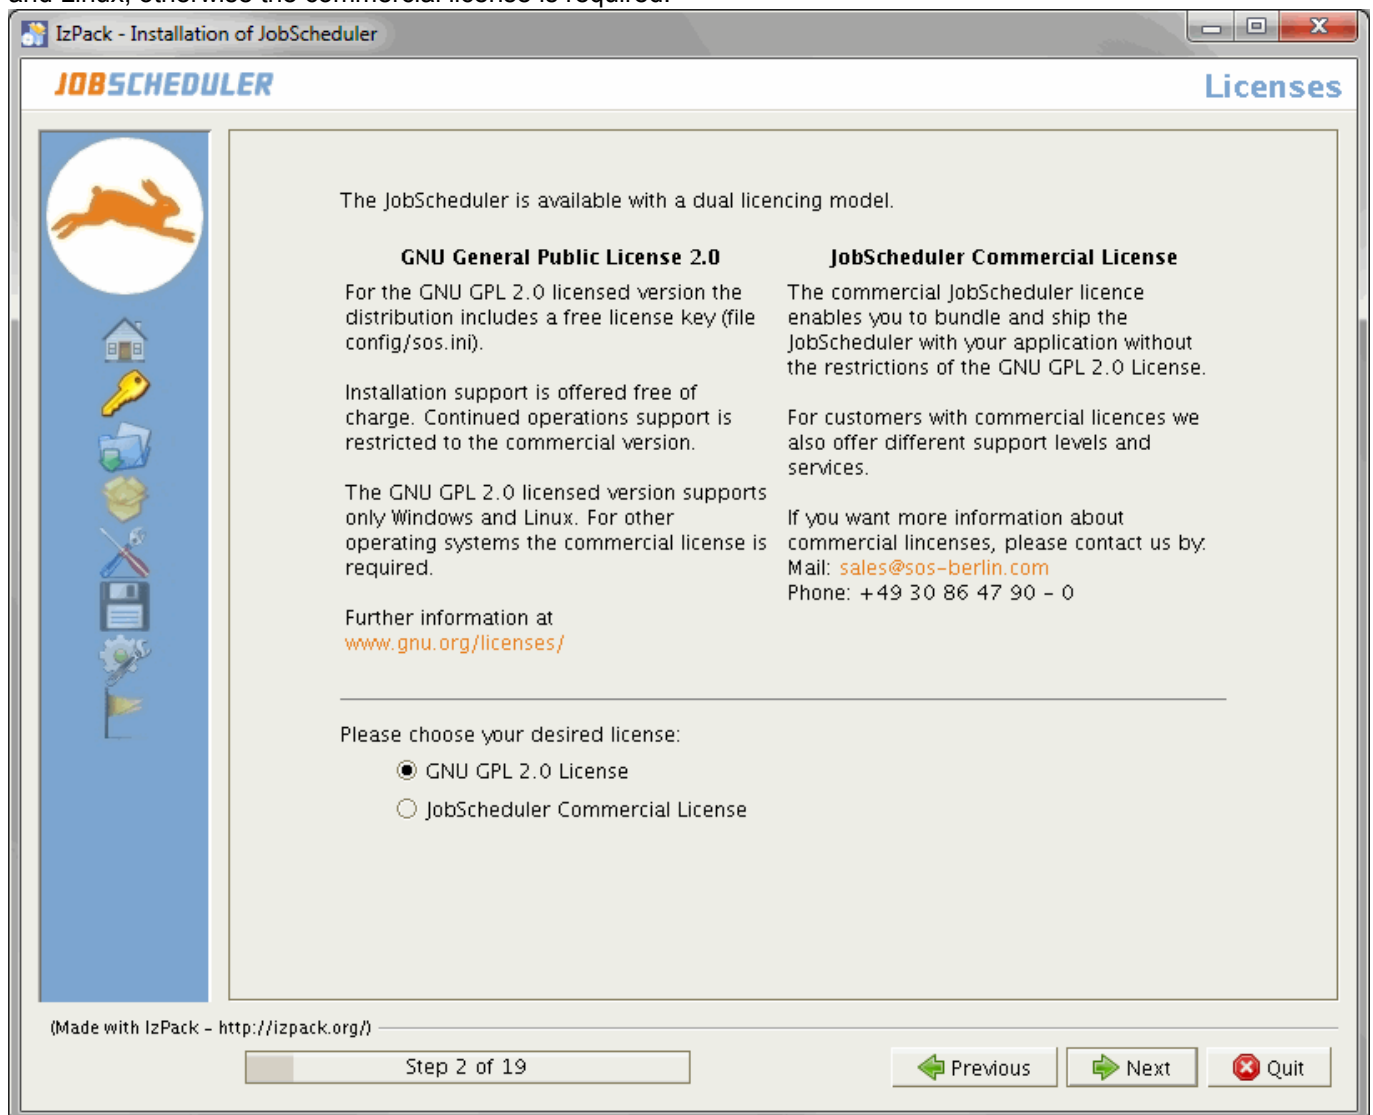 and Linux, otherwise the commercial license is required.
IzPack - Installation of JobScheduler
JOBSCHEDULER
Licenses
The JobScheduler is available with a dual licencing model.
GNU General Public License 2.0
For the GNU GPL 2.0 licensed version the
distribution includes a free license key (file
config/sos.ini).
Installation support is offered free of
charge. Continued operations support is
restricted to the commercial version.
The GNU GPL 2.0 licensed version supports
only Windows and Linux. For other
operating systems the commercial license is
required.
Further information at
www.gnu.org/licenses/
JobScheduler Commercial License
The commercial JobScheduler licence
enables you to bundle and ship the
JobScheduler with your application without
the restrictions of the GNU GPL 2.0 License.
For customers with commercial licences we
also offer different support levels and
services.
If you want more information about
commercial lincenses, please contact us by:
Mail: sales@sos-berlin.com
Phone: +49 30 86 47 90 - 0
Please choose your desired license:
GNU GPL 2.0 License
JobScheduler Commercial License
(Made with IzPack - http://izpack.org/)
Step 2 of 19
Previous
Next
Quit